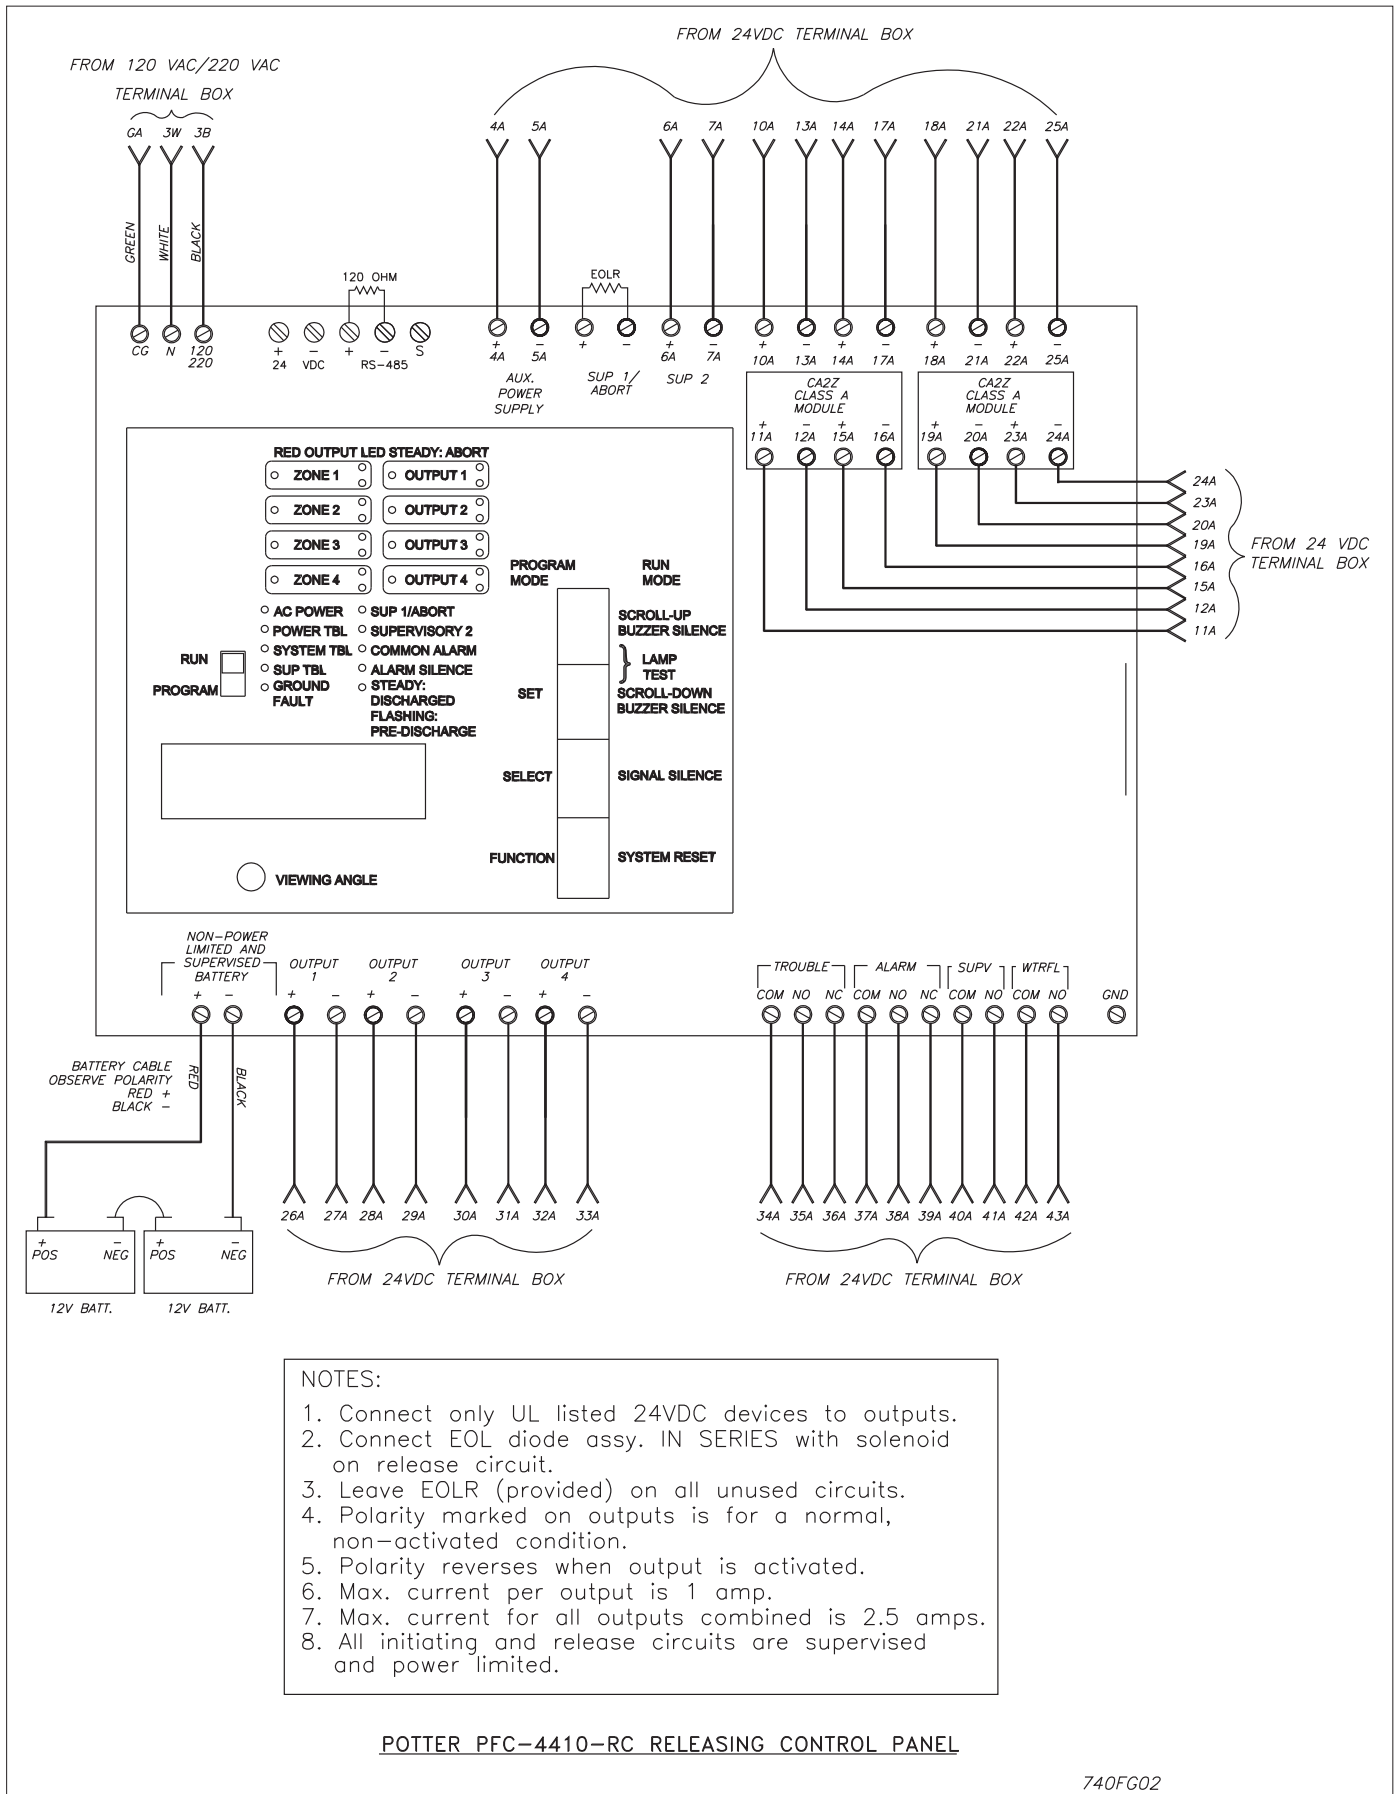 FROM 24VDC TERMINAL BOX
FROM 120 VAC/220 VAC
TERMINAL BOX
GA 3W 3B
4A 5A 6A 7A 10A 13A 14A 17A 18A 21A 22A 25A
GREEN
WHITE
BLACK
120 OHM
EOLR
CG N 120
220
+ − + − S
24 VDC RS-485
+ − + − + − + − + − + − + −
4A 5A 6A 7A 10A 13A 14A 17A 18A 21A 22A 25A
AUX.
POWER
SUPPLY
SUP 1/
ABORT
SUP 2
CA2Z
CLASS A
MODULE
+ − + −
11A 12A 15A 16A
CA2Z
CLASS A
MODULE
+ − + −
19A 20A 23A 24A
24A
23A
20A
19A
16A
15A
12A
11A
FROM 24 VDC
TERMINAL BOX
RED OUTPUT LED STEADY: ABORT
ZONE 1 OUTPUT 1
ZONE 2 OUTPUT 2
ZONE 3 OUTPUT 3
ZONE 4 OUTPUT 4
AC POWER SUP 1/ABORT
POWER TBL SUPERVISORY 2
SYSTEM TBL COMMON ALARM
SUP TBL ALARM SILENCE
GROUND
FAULT
STEADY:
DISCHARGED
FLASHING:
PRE-DISCHARGE
RUN
PROGRAM
PROGRAM
MODE
RUN
MODE
SCROLL-UP
BUZZER SILENCE
LAMP
TEST
SET
SCROLL-DOWN
BUZZER SILENCE
SELECT SIGNAL SILENCE
FUNCTION SYSTEM RESET
VIEWING ANGLE
NON-POWER
LIMITED AND
SUPERVISED
BATTERY
+ −
OUTPUT
1
+ −
OUTPUT
2
+ −
OUTPUT
3
+ −
OUTPUT
4
+ −
TROUBLE ALARM SUPV WTRFL
COM NO NC COM NO NC COM NO COM NO GND
BATTERY CABLE
OBSERVE POLARITY
RED +
BLACK −
RED
BLACK
26A 27A 28A 29A 30A 31A 32A 33A
34A 35A 36A 37A 38A 39A 40A 41A 42A 43A
+ − + −
POS NEG POS NEG
12V BATT. 12V BATT.
FROM 24VDC TERMINAL BOX
FROM 24VDC TERMINAL BOX
NOTES:
1. Connect only UL listed 24VDC devices to outputs.
2. Connect EOL diode assy. IN SERIES with solenoid
on release circuit.
3. Leave EOLR (provided) on all unused circuits.
4. Polarity marked on outputs is for a normal,
non-activated condition.
5. Polarity reverses when output is activated.
6. Max. current per output is 1 amp.
7. Max. current for all outputs combined is 2.5 amps.
8. All initiating and release circuits are supervised
and power limited.
POTTER PFC-4410-RC RELEASING CONTROL PANEL
740FG02